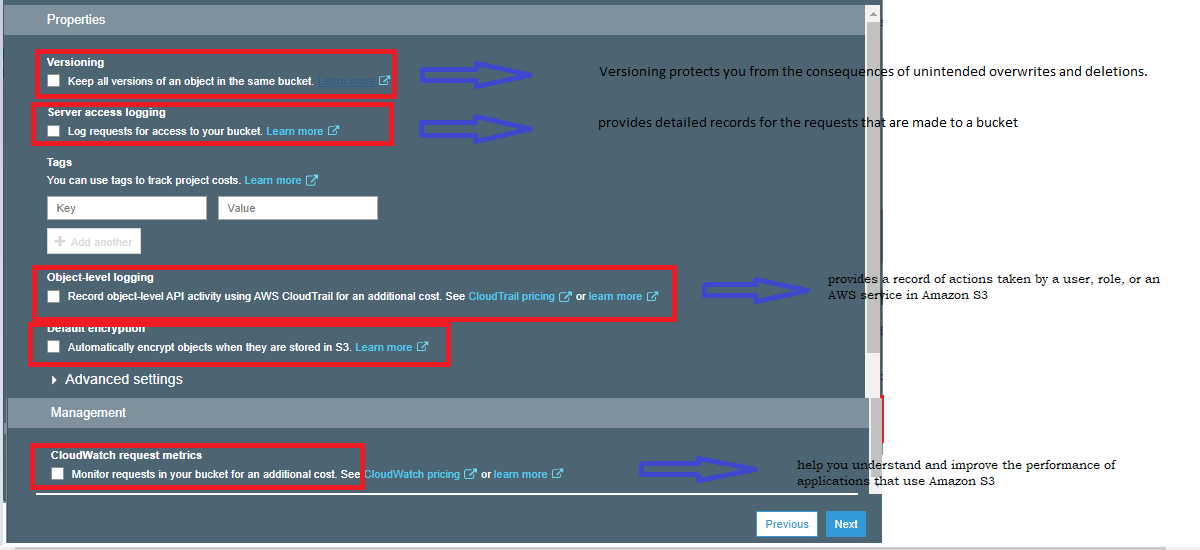 Properties
Versioning
Keep all versions of an object in the same bucket. Learn more
Versioning protects you from the consequences of unintended overwrites and deletions.
Server access logging
Log requests for access to your bucket. Learn more
provides detailed records for the requests that are made to a bucket
Tags
You can use tags to track project costs. Learn more
Key Value
Add another
Object-level logging
Record object-level API activity using AWS CloudTrail for an additional cost. See CloudTrail pricing or learn more
provides a record of actions taken by a user, role, or an
AWS service in Amazon S3
Default encryption
Automatically encrypt objects when they are stored in S3. Learn more
Advanced settings
Management
CloudWatch request metrics
Monitor requests in your bucket for an additional cost. See CloudWatch pricing or learn more
help you understand and improve the performance of
applications that use Amazon S3
Previous Next